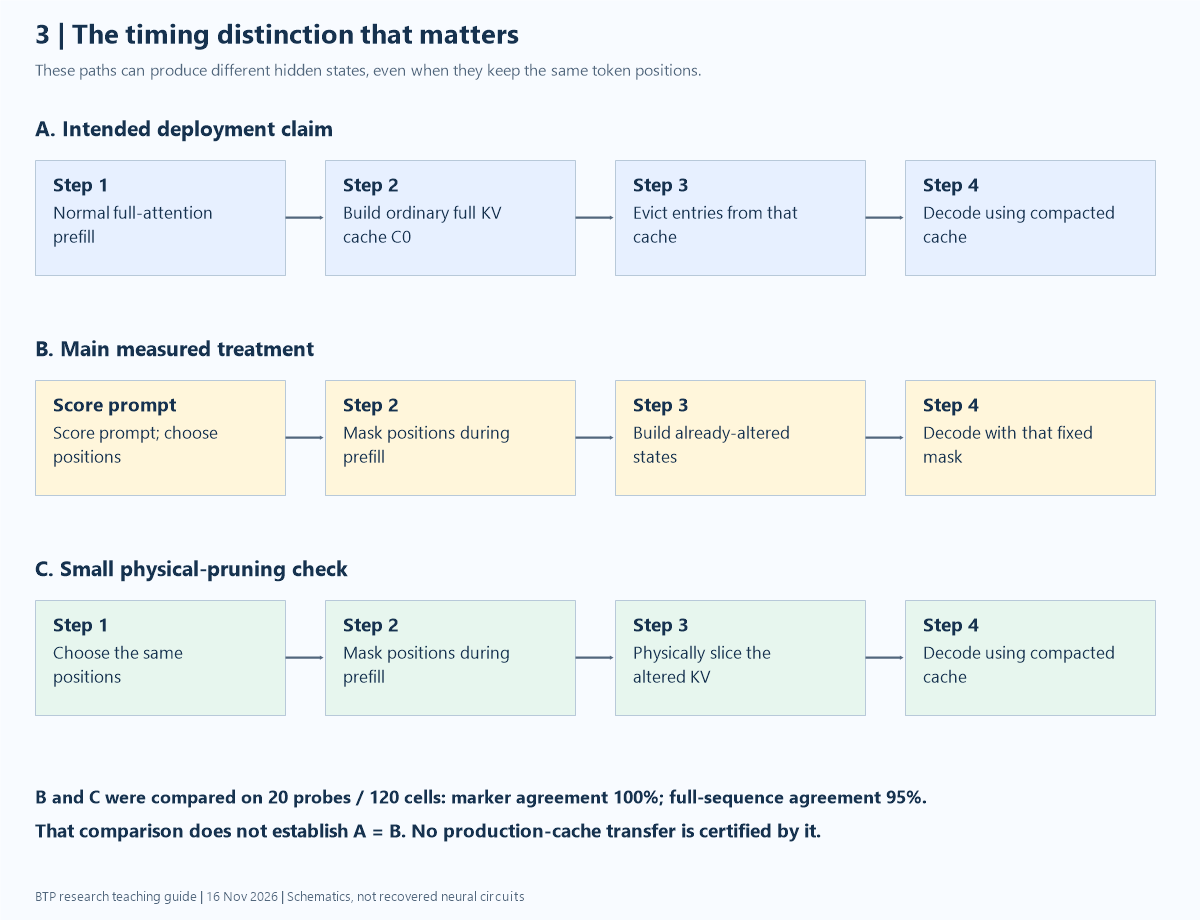 3 | The timing distinction that matters
These paths can produce different hidden states, even when they keep the same token positions.
A. Intended deployment claim
Step 1
Normal full-attention
prefill
Step 2
Build ordinary full KV
cache C0
Step 3
Evict entries from that
cache
Step 4
Decode using compacted
cache
B. Main measured treatment
Score prompt
Score prompt; choose
positions
Step 2
Mask positions during
prefill
Step 3
Build already-altered
states
Step 4
Decode with that fixed
mask
C. Small physical-pruning check
Step 1
Choose the same
positions
Step 2
Mask positions during
prefill
Step 3
Physically slice the
altered KV
Step 4
Decode using compacted
cache
B and C were compared on 20 probes / 120 cells: marker agreement 100%; full-sequence agreement 95%.
That comparison does not establish A = B. No production-cache transfer is certified by it.
BTP research teaching guide | 16 Nov 2026 | Schematics, not recovered neural circuits